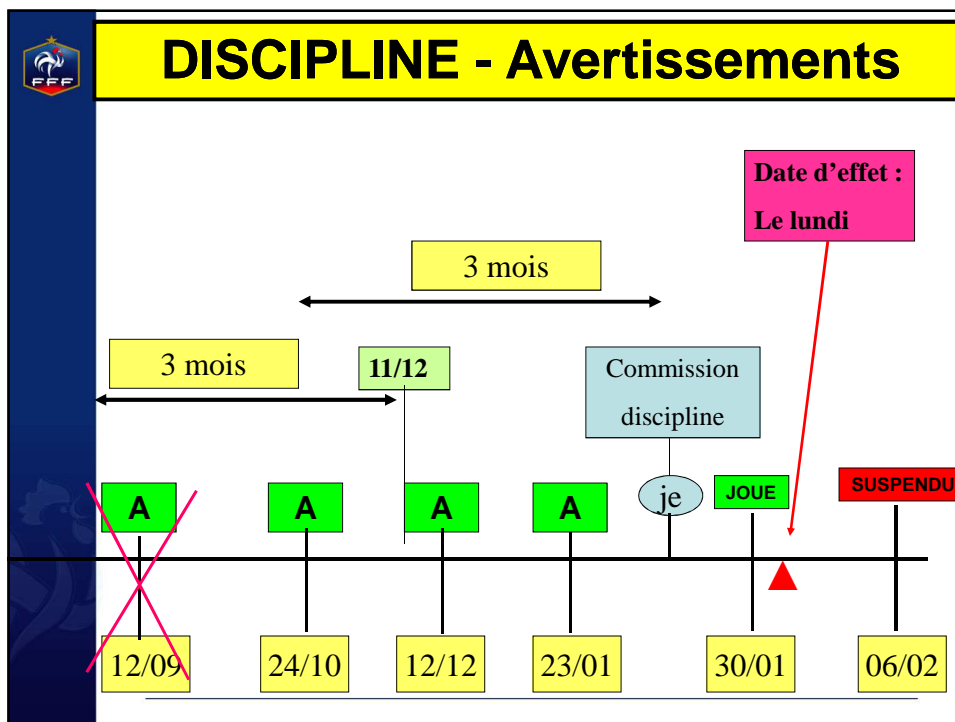 FFF
DISCIPLINE - Avertissements
Date d’effet :
Le lundi
3 mois
3 mois
11/12
Commission
discipline
A
A
A
A
je
JOUE
SUSPENDU
12/09
24/10
12/12
23/01
30/01
06/02